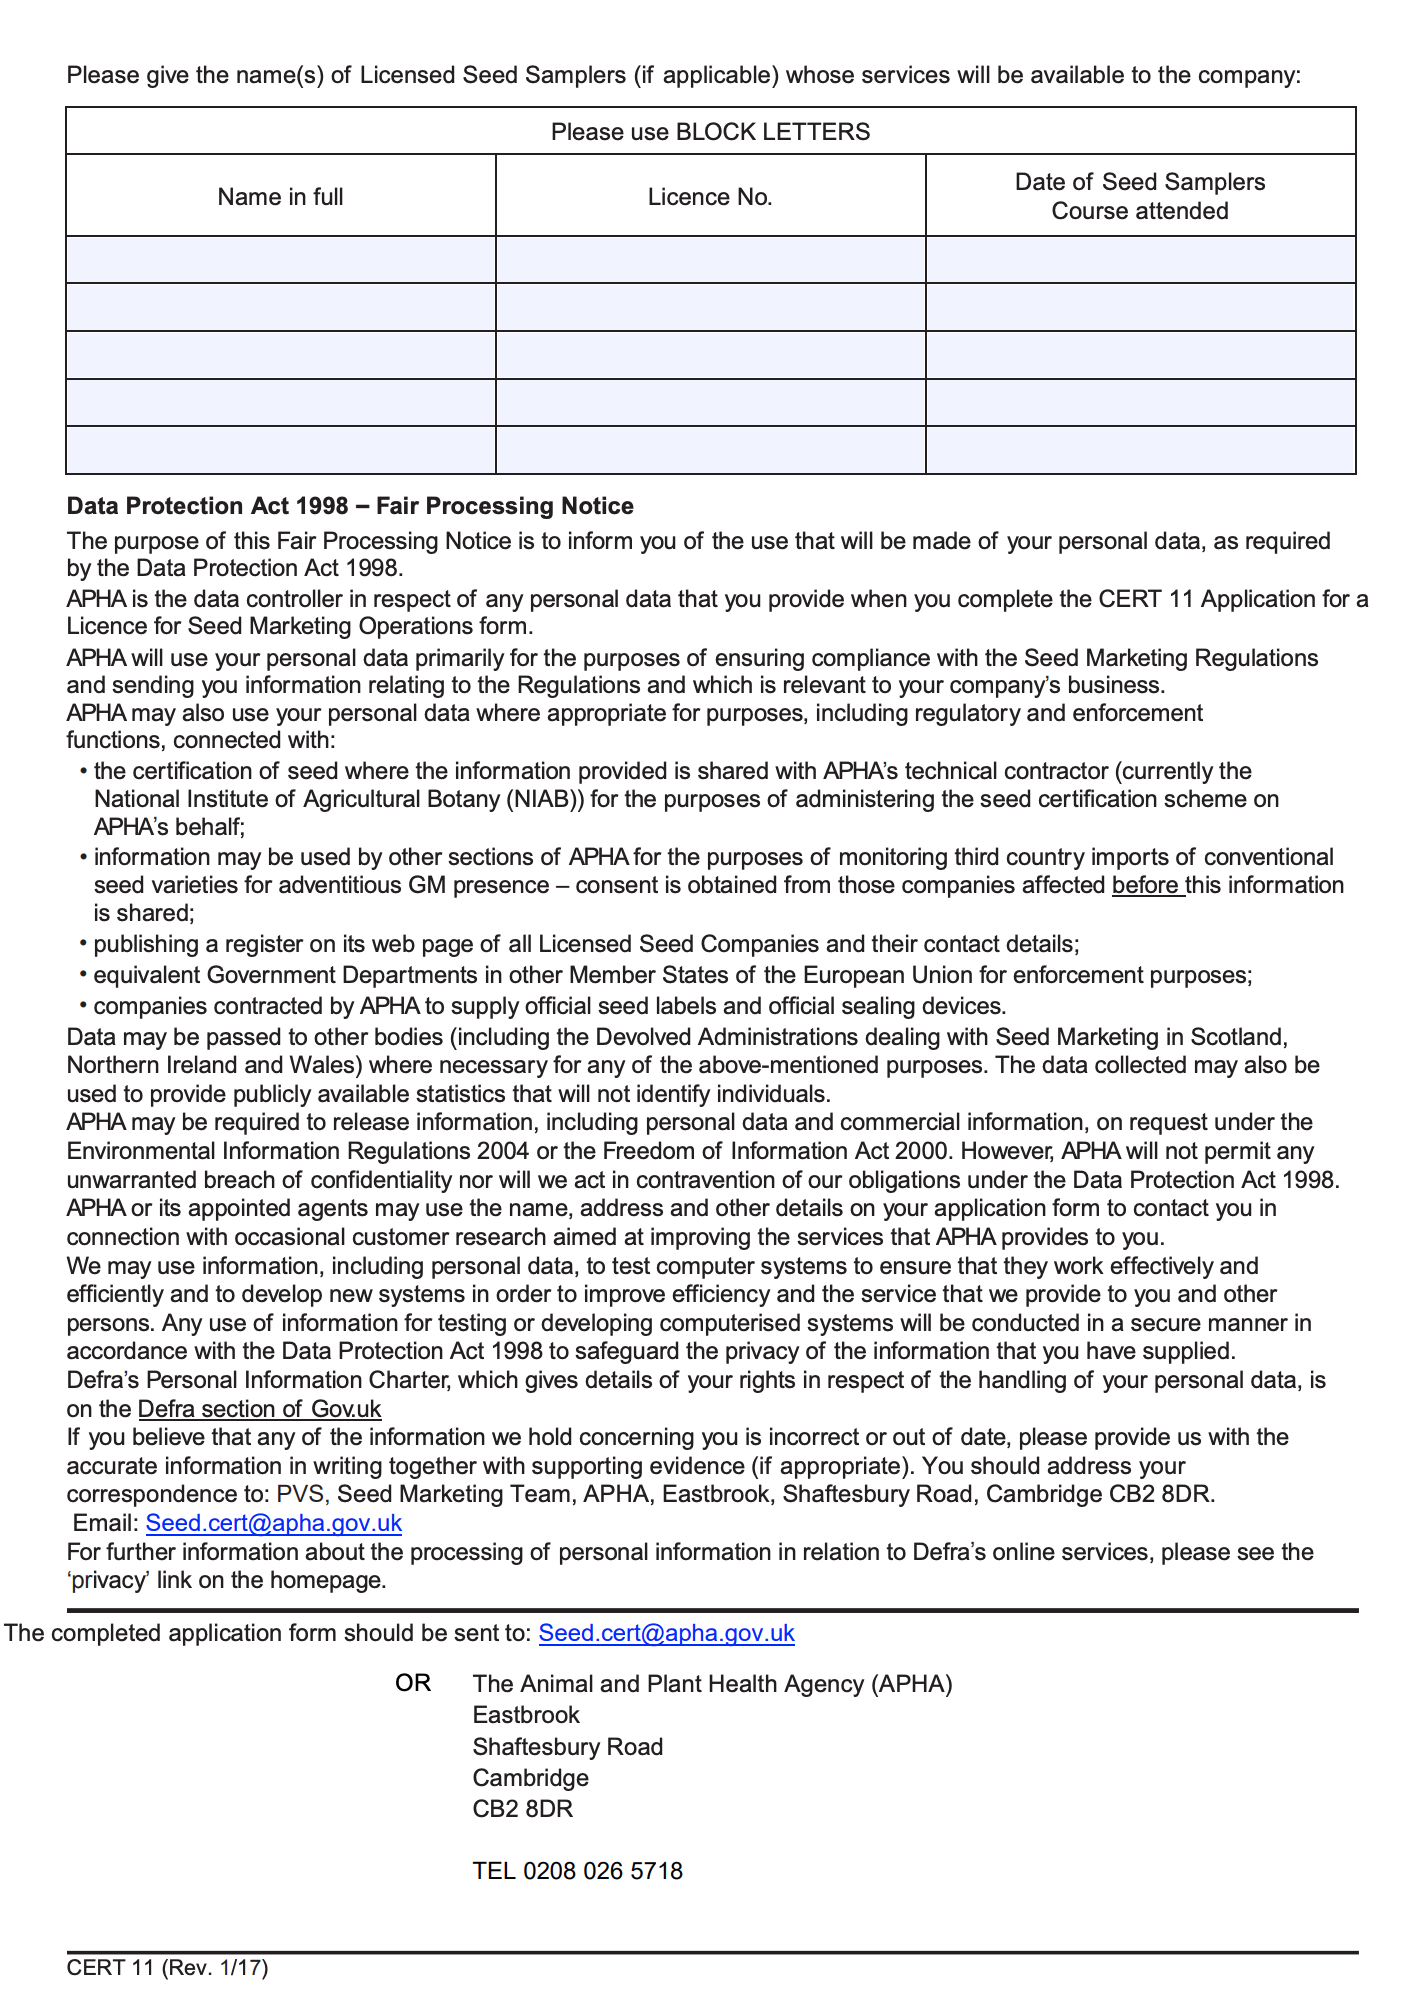 Please give the name(s) of Licensed Seed Samplers (if applicable) whose services will be available to the company:
Please use BLOCK LETTERS
Name in full
Licence No.
Date of Seed Samplers
Course attended
Data Protection Act 1998 – Fair Processing Notice
The purpose of this Fair Processing Notice is to inform you of the use that will be made of your personal data, as required
by the Data Protection Act 1998.
APHA is the data controller in respect of any personal data that you provide when you complete the CERT 11 Application for a
Licence for Seed Marketing Operations form.
APHA will use your personal data primarily for the purposes of ensuring compliance with the Seed Marketing Regulations
and sending you information relating to the Regulations and which is relevant to your company’s business.
APHA may also use your personal data where appropriate for purposes, including regulatory and enforcement
functions, connected with:
• the certification of seed where the information provided is shared with APHA’s technical contractor (currently the
National Institute of Agricultural Botany (NIAB)) for the purposes of administering the seed certification scheme on
APHA’s behalf;
• information may be used by other sections of APHA for the purposes of monitoring third country imports of conventional
seed varieties for adventitious GM presence – consent is obtained from those companies affected before this information
is shared;
• publishing a register on its web page of all Licensed Seed Companies and their contact details;
• equivalent Government Departments in other Member States of the European Union for enforcement purposes;
• companies contracted by APHA to supply official seed labels and official sealing devices.
Data may be passed to other bodies (including the Devolved Administrations dealing with Seed Marketing in Scotland,
Northern Ireland and Wales) where necessary for any of the above-mentioned purposes. The data collected may also be
used to provide publicly available statistics that will not identify individuals.
APHA may be required to release information, including personal data and commercial information, on request under the
Environmental Information Regulations 2004 or the Freedom of Information Act 2000. However, APHA will not permit any
unwarranted breach of confidentiality nor will we act in contravention of our obligations under the Data Protection Act 1998.
APHA or its appointed agents may use the name, address and other details on your application form to contact you in
connection with occasional customer research aimed at improving the services that APHA provides to you.
We may use information, including personal data, to test computer systems to ensure that they work effectively and
efficiently and to develop new systems in order to improve efficiency and the service that we provide to you and other
persons. Any use of information for testing or developing computerised systems will be conducted in a secure manner in
accordance with the Data Protection Act 1998 to safeguard the privacy of the information that you have supplied.
Defra’s Personal Information Charter, which gives details of your rights in respect of the handling of your personal data, is
on the Defra section of Gov.uk
If you believe that any of the information we hold concerning you is incorrect or out of date, please provide us with the
accurate information in writing together with supporting evidence (if appropriate). You should address your
correspondence to: PVS, Seed Marketing Team, APHA, Eastbrook, Shaftesbury Road, Cambridge CB2 8DR.
Email: Seed.cert@apha.gov.uk
For further information about the processing of personal information in relation to Defra’s online services, please see the
‘privacy’ link on the homepage.
The completed application form should be sent to: Seed.cert@apha.gov.uk
OR The Animal and Plant Health Agency (APHA)
Eastbrook
Shaftesbury Road
Cambridge
CB2 8DR
TEL 0208 026 5718
CERT 11 (Rev. 1/17)